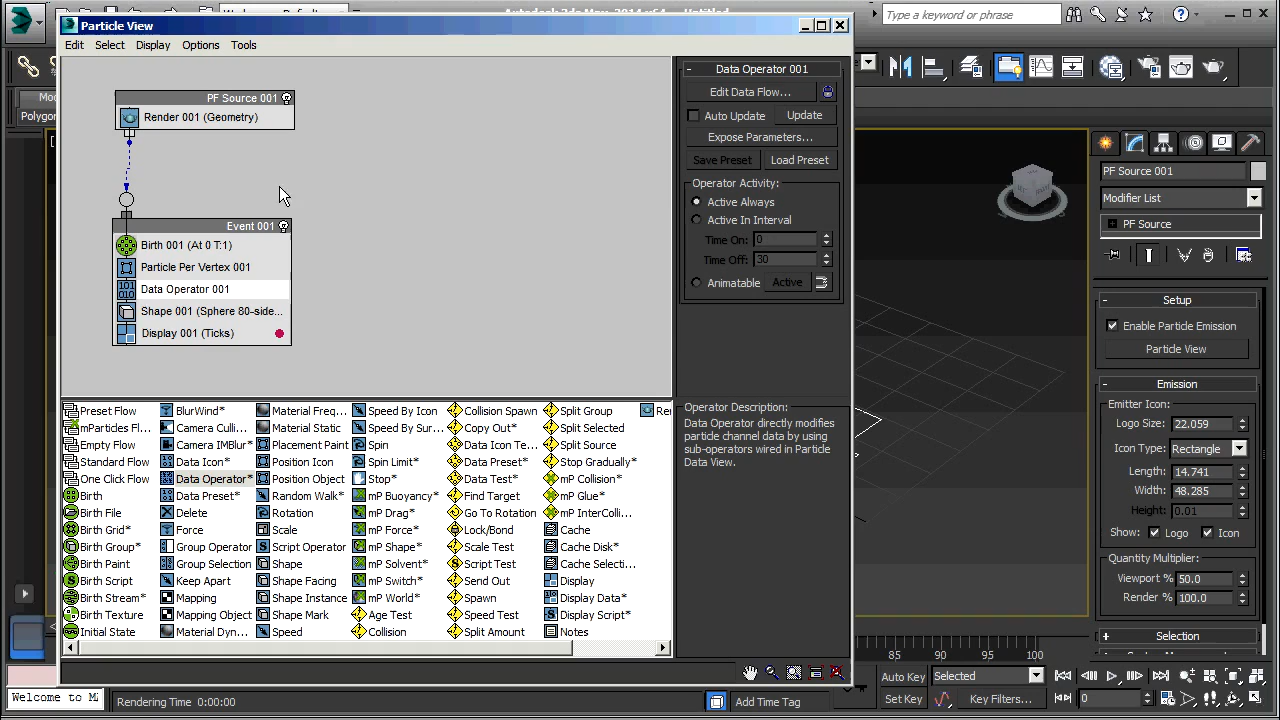 Particle View
Type a keyword or phrase
Edit Select Display Options Tools
PF Source 001
Render 001 (Geometry)
Event 001
Birth 001 (At 0 T:1)
Particle Per Vertex 001
Data Operator 001
Shape 001 (Sphere 80-side...
Display 001 (Ticks)
Data Operator 001
Edit Data Flow...
Auto Update
Update
Expose Parameters...
Save Preset
Load Preset
Operator Activity:
Active Always
Active In Interval
Time On: 0
Time Off: 30
Animatable
Active
Operator Description:
Data Operator directly modifies
particle channel data by using
sub-operators wired in Particle
Data View.
Preset Flow BlurWind* Material Freq... Speed By Icon Collision Spawn Split Group
mParticles Fl... Camera Culli... Material Static Speed By Sur... Copy Out* Split Selected
Empty Flow Camera IMBlur* Placement Paint Spin Data Icon Te... Split Source
Standard Flow Data Icon* Position Icon Spin Limit* Data Preset* Stop Gradually*
One Click Flow Data Operator* Position Object Stop* Data Test* mP Collision*
Birth Data Preset* Random Walk* mP Buoyancy* Find Target mP Glue*
Birth File Delete Rotation mP Drag* Go To Rotation mP InterColli...
Birth Grid* Force Scale mP Force* Lock/Bond Cache
Birth Group* Group Operator Script Operator mP Shape* Scale Test Cache Disk*
Birth Paint Group Selection Shape mP Solvent* Script Test Cache Selecti...
Birth Script Keep Apart Shape Facing mP Switch* Send Out Display
Birth Stream* Mapping Shape Instance mP World* Spawn Display Data*
Birth Texture Mapping Object Shape Mark Age Test Speed Test Display Script*
Initial State Material Dyn... Speed Collision Split Amount Notes
PF Source 001
Modifier List
PF Source
Setup
Enable Particle Emission
Particle View
Emission
Emitter Icon:
Logo Size: 22.059
Icon Type: Rectangle
Length: 14.741
Width: 48.285
Height: 0.01
Show: Logo Icon
Quantity Multiplier:
Viewport % 50.0
Render % 100.0
Selection
85 90 95 100
Auto Key Selected
Set Key Key Filters... 0
Welcome to M
Rendering Time 0:00:00
Add Time Tag